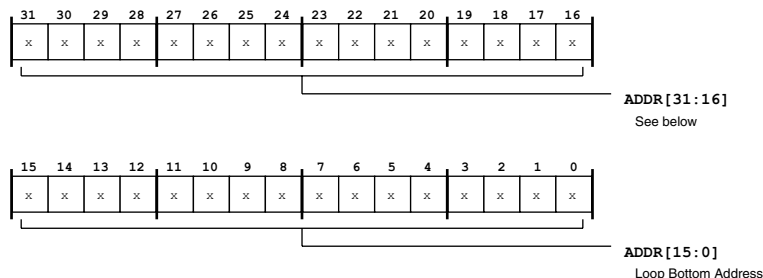 31 30 29 28 27 26 25 24 23 22 21 20 19 18 17 16
x x x x x x x x x x x x x x x x
ADDR[31:16]
See below
15 14 13 12 11 10 9 8 7 6 5 4 3 2 1 0
x x x x x x x x x x x x x x x x
ADDR[15:0]
Loop Bottom Address